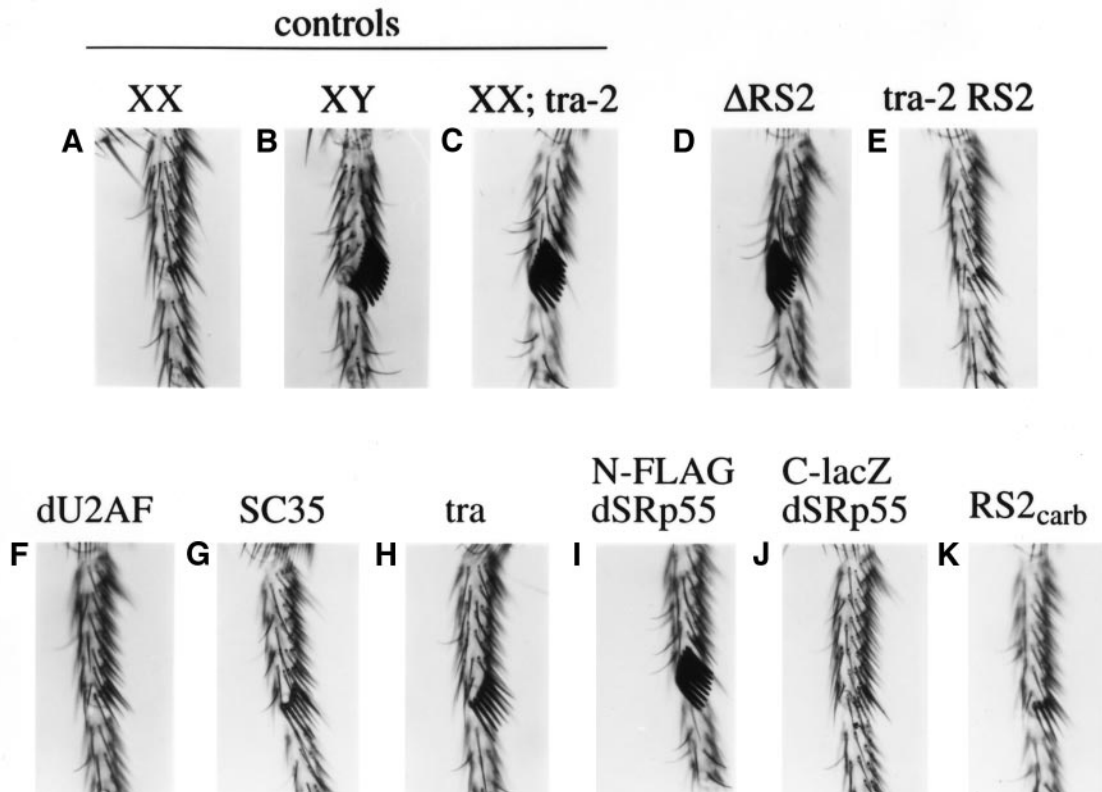 controls
XX XY XX; tra-2 ΔRS2 tra-2 RS2
A B C D E
N-FLAG C-lacZ
dU2AF SC35 tra dSRp55 dSRp55 RS2carb
F G H I J K